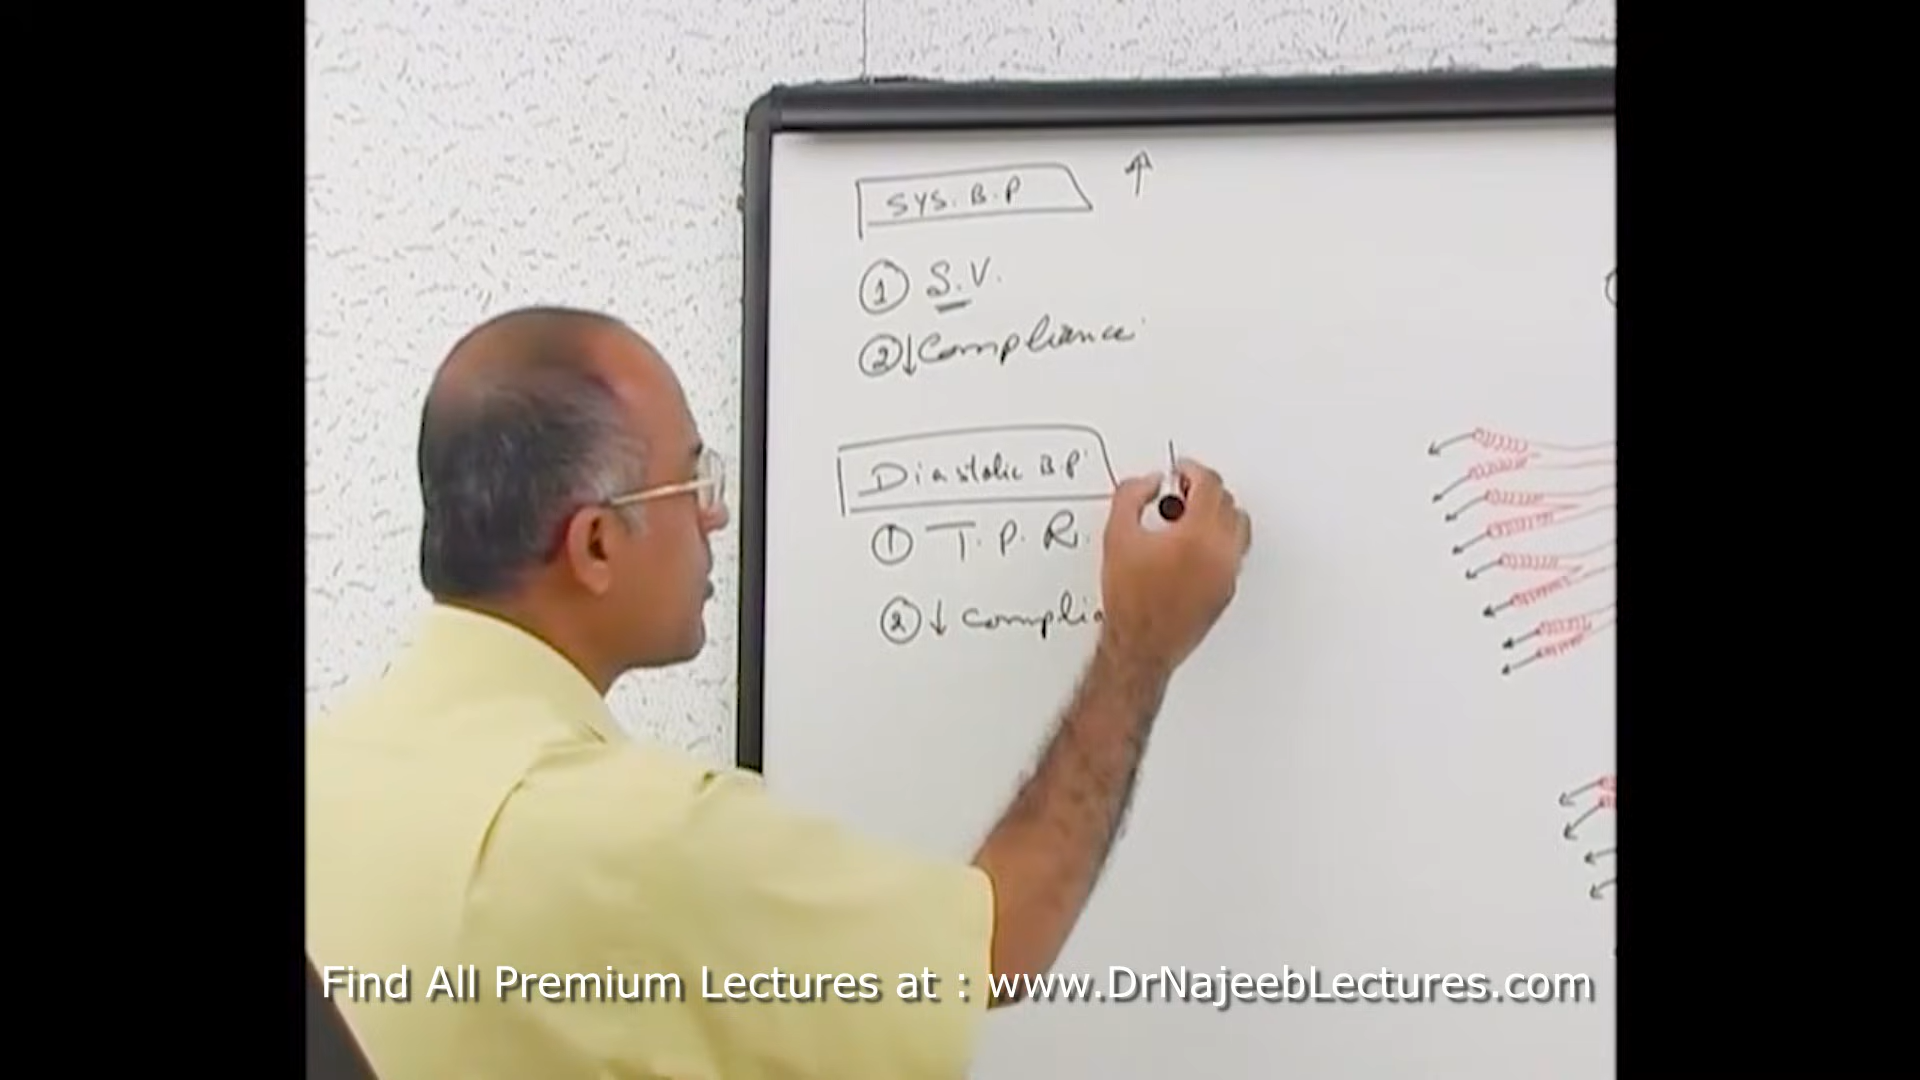 SYS. B.P ↑
① S.V.
② ↓ Compliance
Diastolic B.P
① T.P.R.
② ↓ Complia
Find All Premium Lectures at : www.DrNajeebLectures.com